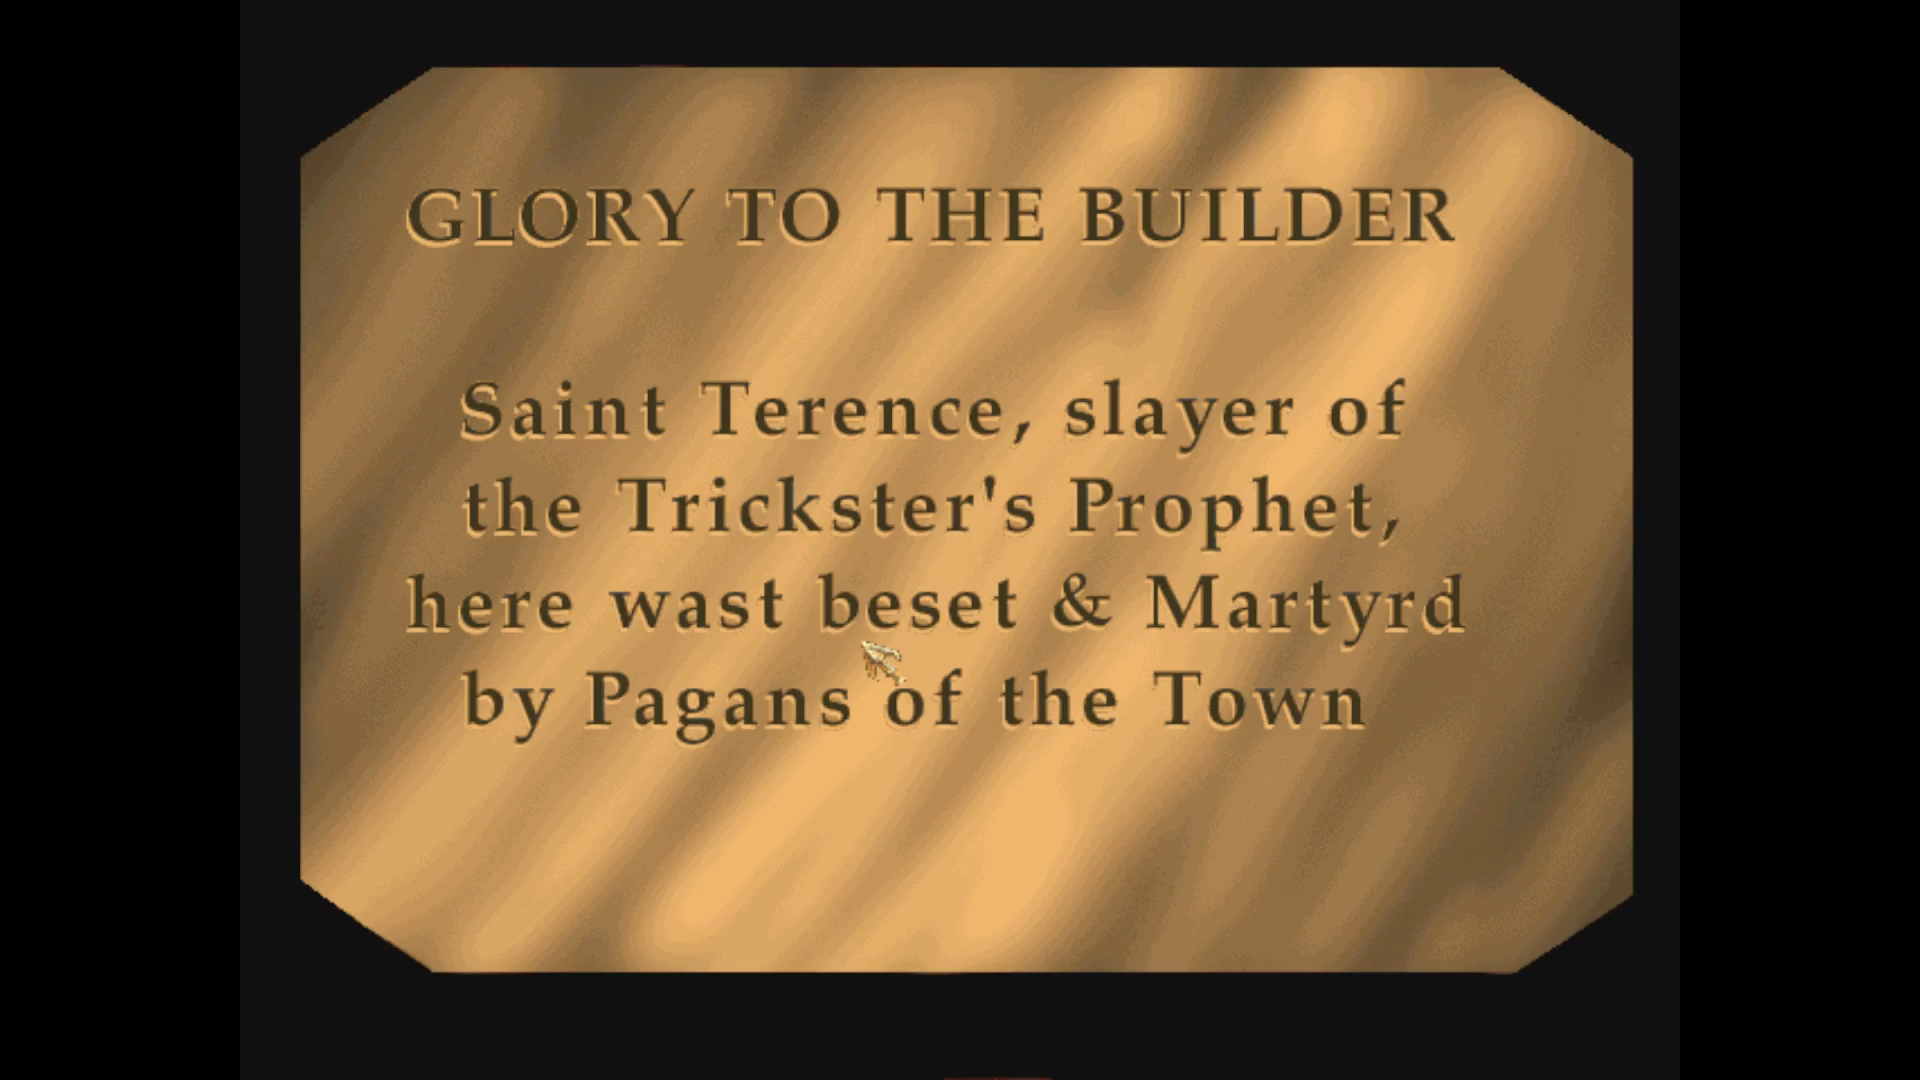 GLORY TO THE BUILDER
Saint Terence, slayer of
the Trickster's Prophet,
here wast beset & Martyrd
by Pagans of the Town